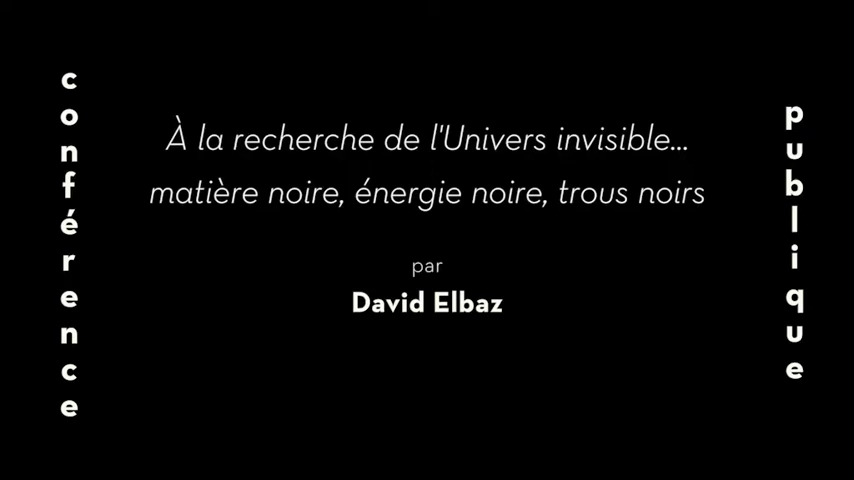 conférence
À la recherche de l'Univers invisible...
matière noire, énergie noire, trous noirs
par
David Elbaz
publique